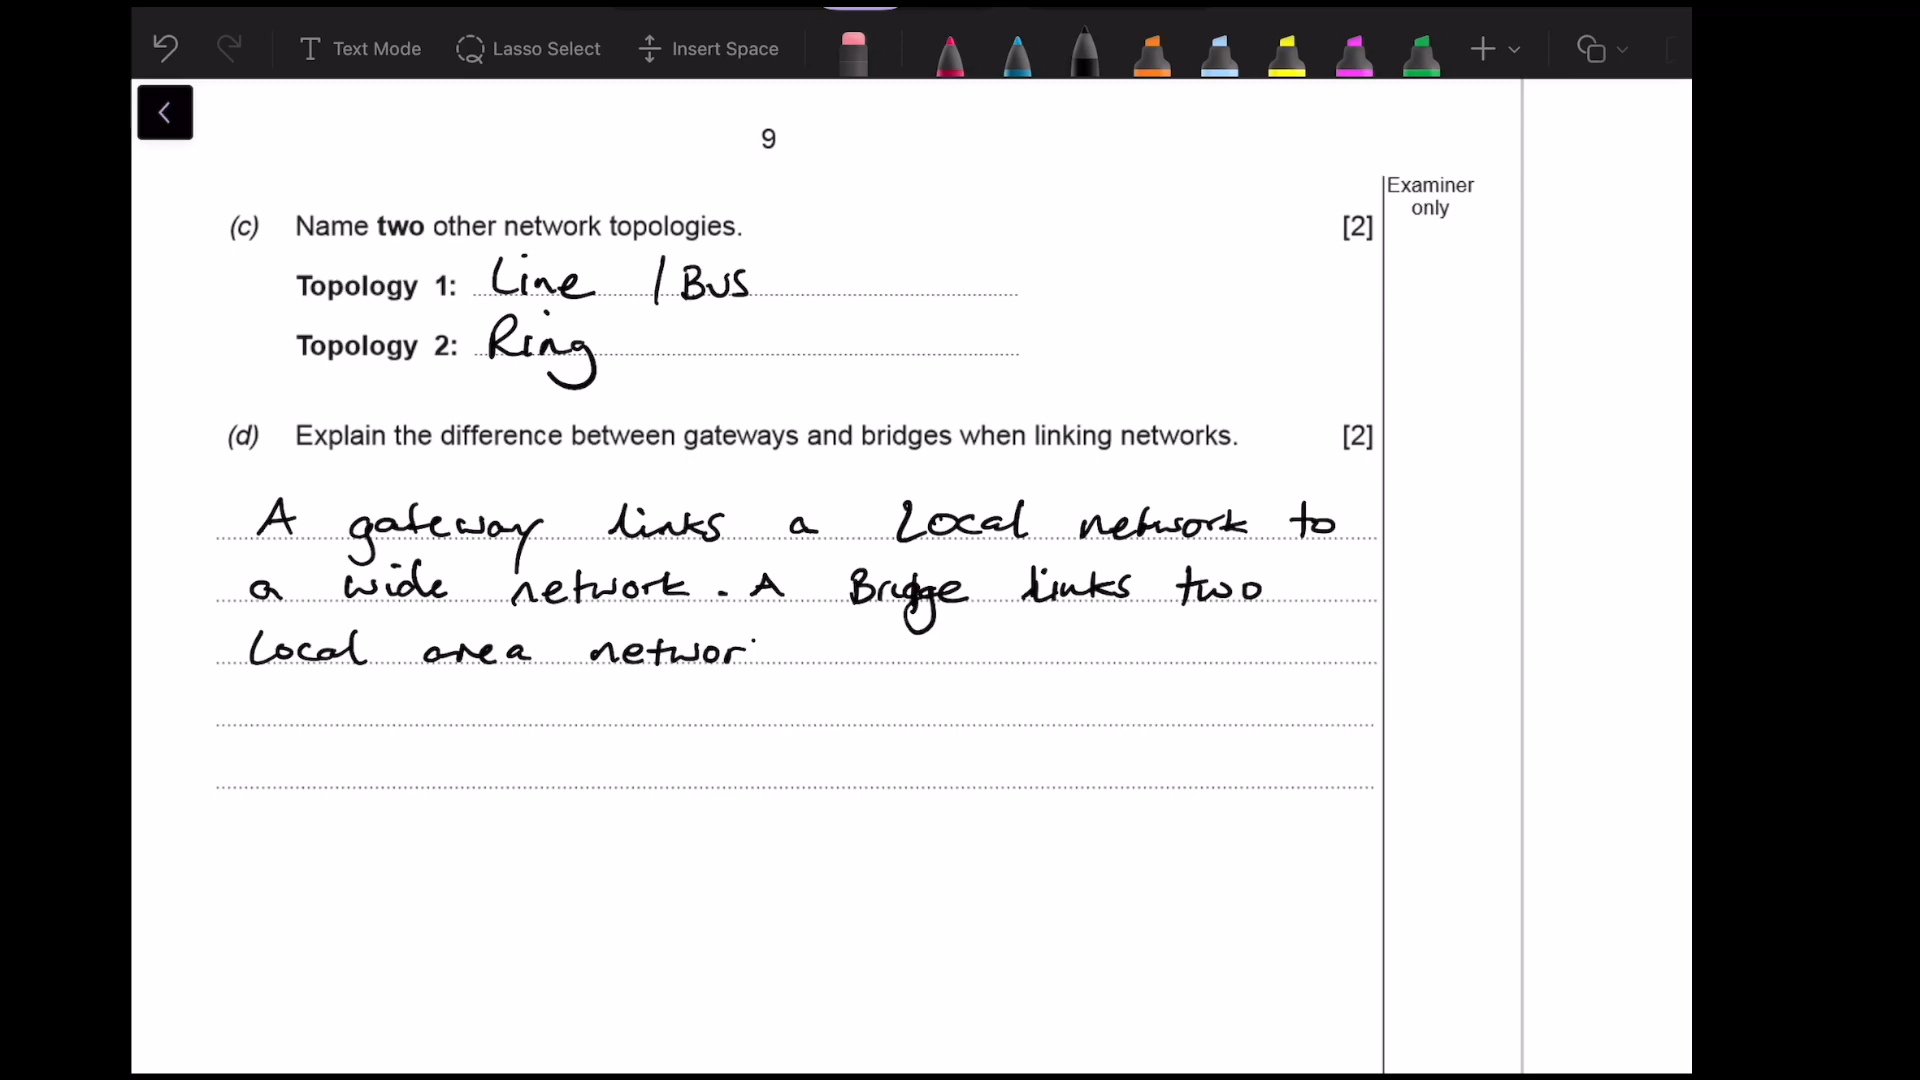 Text Mode Lasso Select Insert Space
9
Examiner
only
(c) Name two other network topologies. [2]
Topology 1: Line / Bus
Topology 2: Ring
(d) Explain the difference between gateways and bridges when linking networks. [2]
A gateway links a Local network to
a wide network. A Bridge links two
Local area networ